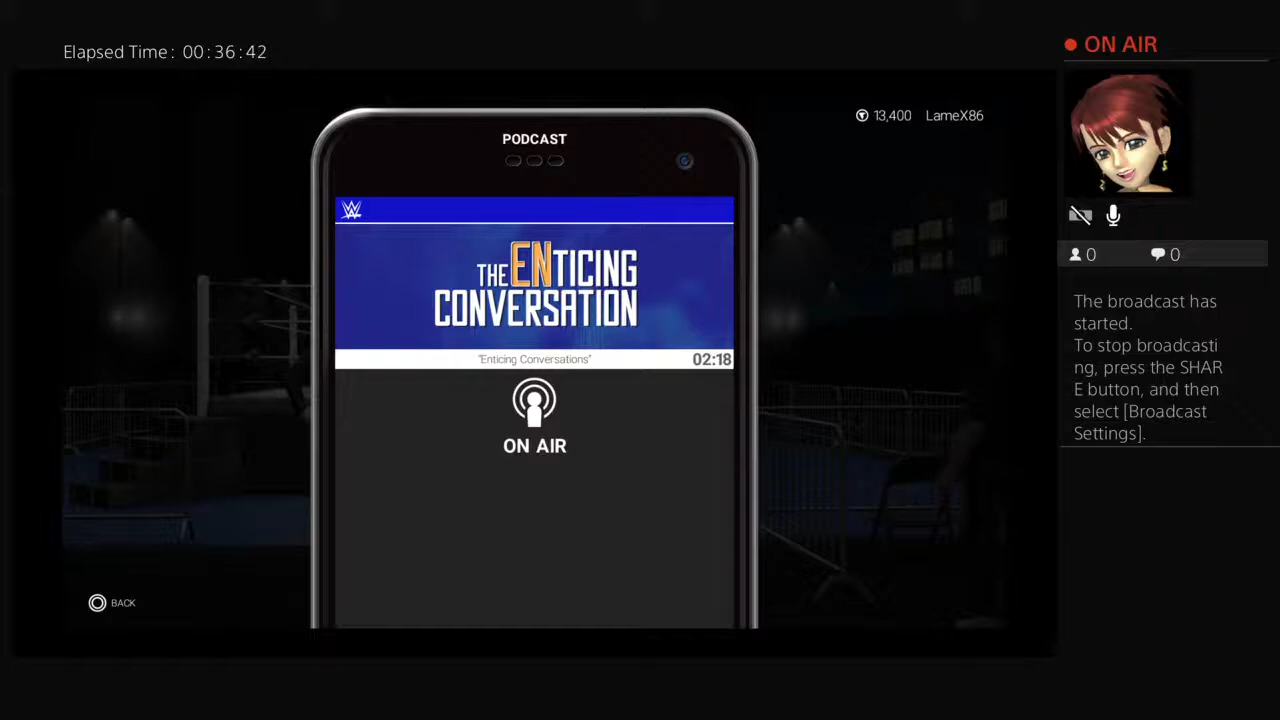 Elapsed Time: 00:36:42
ON AIR
13,400 LameX86
PODCAST
W
THE ENTICING
CONVERSATION
"Enticing Conversations" 02:18
ON AIR
BACK
0 0
The broadcast has
started.
To stop broadcasti
ng, press the SHAR
E button, and then
select [Broadcast
Settings].